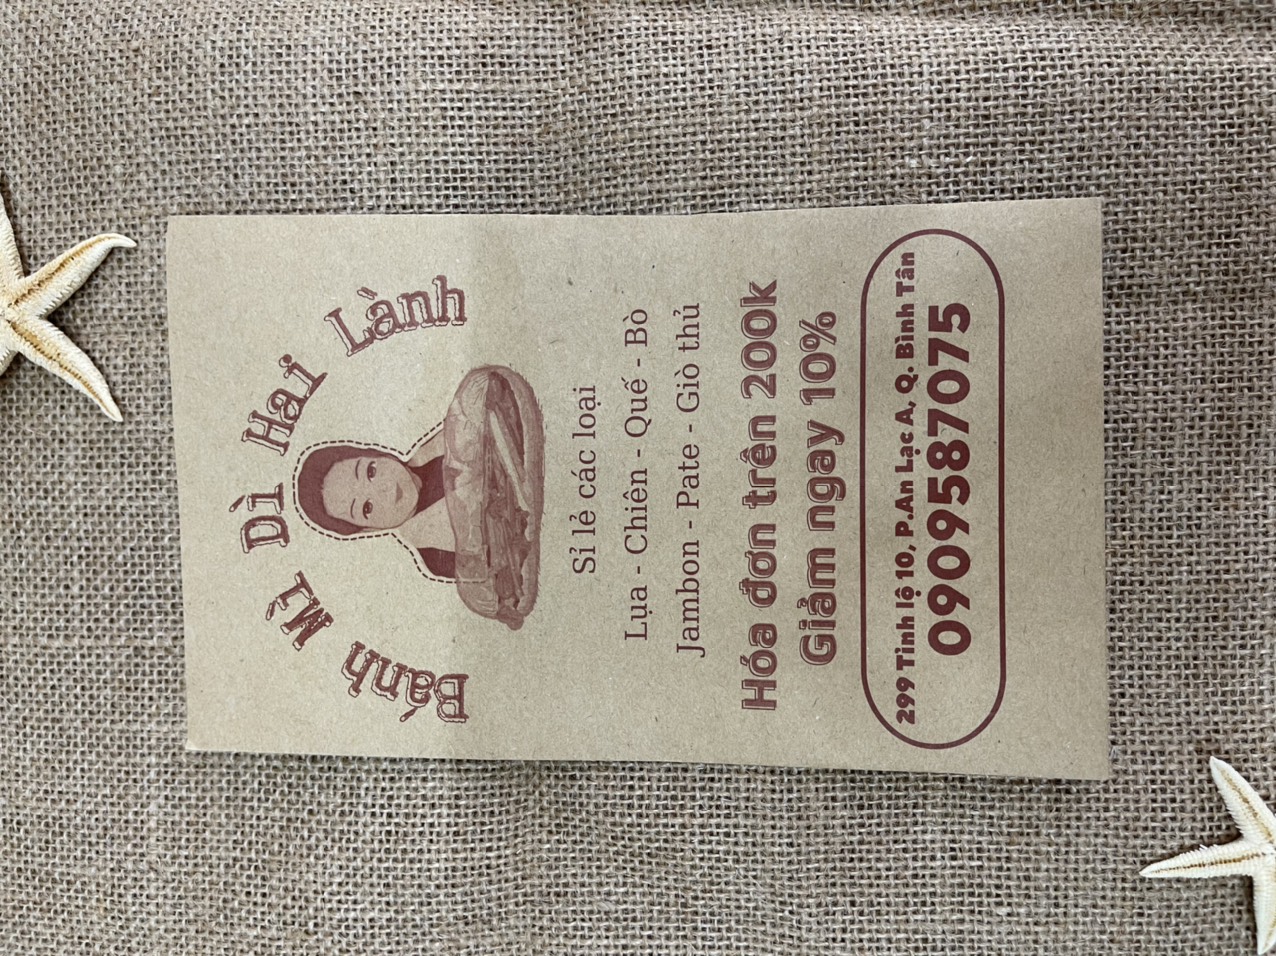 Bánh Mì Dì Hai Lành
Sỉ lẻ các loại
Lụa - Chiên - Quế - Bò
Jambon - Pate - Giò thủ
Hóa đơn trên 200k
Giảm ngay 10%
299 Tỉnh lộ 10, P.An Lạc A, Q. Bình Tân
0909587075